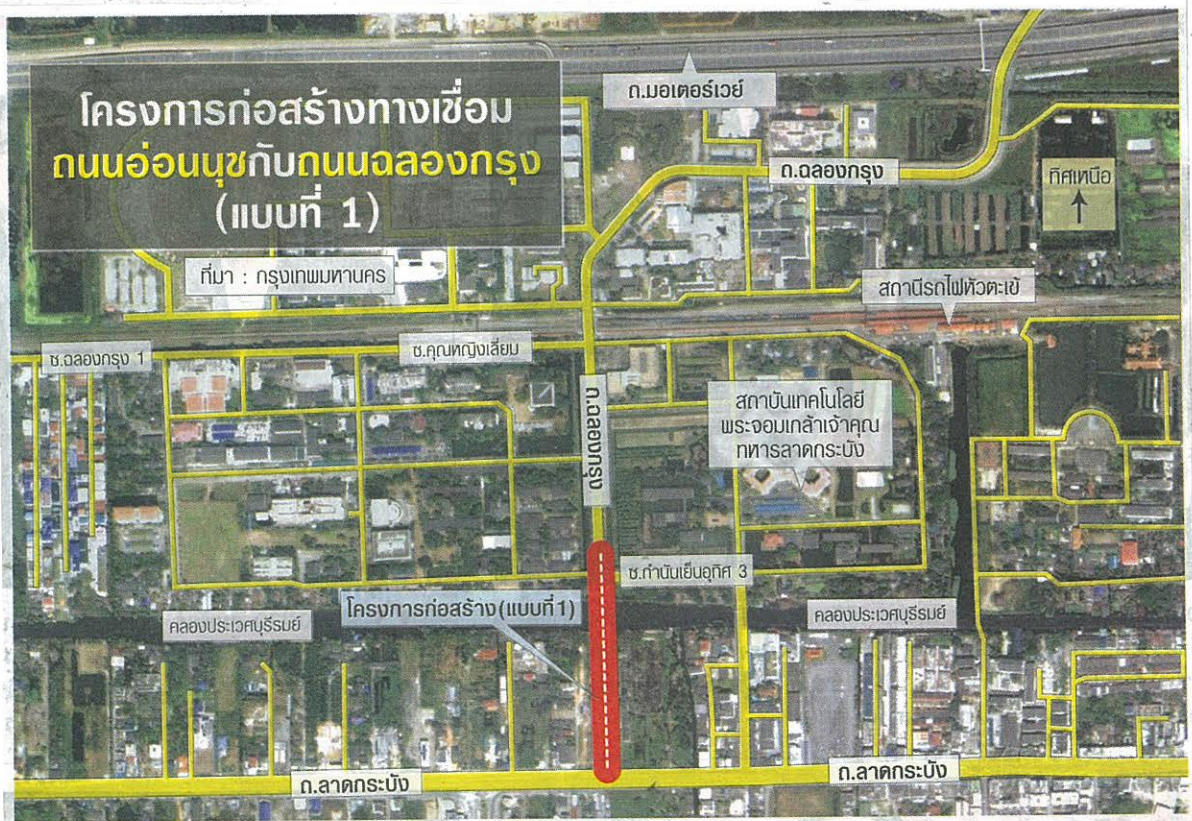 โครงการก่อสร้างทางเชื่อม
ถนนอ่อนนุชกับถนนฉลองกรุง
(แบบที่ 1)
ถ.มอเตอร์เวย์
ถ.ฉลองกรุง
ทิศเหนือ
ที่มา : กรุงเทพมหานคร
สถานีรถไฟหัวตะเข้
ซ.ฉลองกรุง 1
ซ.คุณหญิงเลี่ยม
ถ.ฉลองกรุง
สถาบันเทคโนโลยี
พระจอมเกล้าเจ้าคุณ
ทหารลาดกระบัง
ซ.กำนันเย็นอุทิศ 3
โครงการก่อสร้าง(แบบที่1)
คลองประเวศบุรีรมย์
คลองประเวศบุรีรมย์
ถ.ลาดกระบัง
ถ.ลาดกระบัง